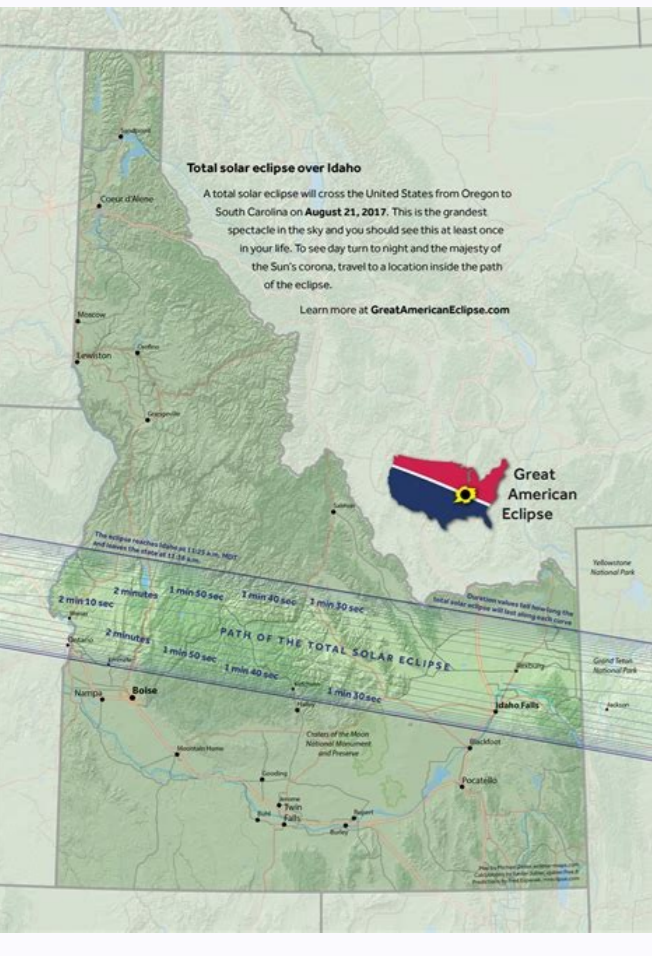 Sandpoint
Total solar eclipse over Idaho
A total solar eclipse will cross the United States from Oregon to
South Carolina on August 21, 2017. This is the grandest
spectacle in the sky and you should see this at least once
in your life. To see day turn to night and the majesty of
the Sun's corona, travel to a location inside the path
of the eclipse.
Learn more at GreatAmericanEclipse.com
Coeur d'Alene
Moscow
Lewiston
Orofino
Grangeville
Great
American
Eclipse
Salmon
The eclipse reaches Idaho at 11:25 a.m. MDT
and leaves the state at 11:38 a.m.
Yellowstone
National Park
Duration values tell how long the
total solar eclipse will last along each curve
2 min 10 sec
2 minutes
1 min 50 sec
1 min 40 sec
1 min 30 sec
Weiser
Ontario
PATH OF THE TOTAL SOLAR ECLIPSE
2 minutes
1 min 50 sec
1 min 40 sec
1 min 30 sec
Rexburg
Grand Teton
National Park
Jackson
Nampa
Boise
Ketchum
Hailey
Idaho Falls
Craters of the Moon
National Monument
and Preserve
Mountain Home
Blackfoot
Gooding
Pocatello
Jerome
Twin
Falls
Buhl
Rupert
Burley